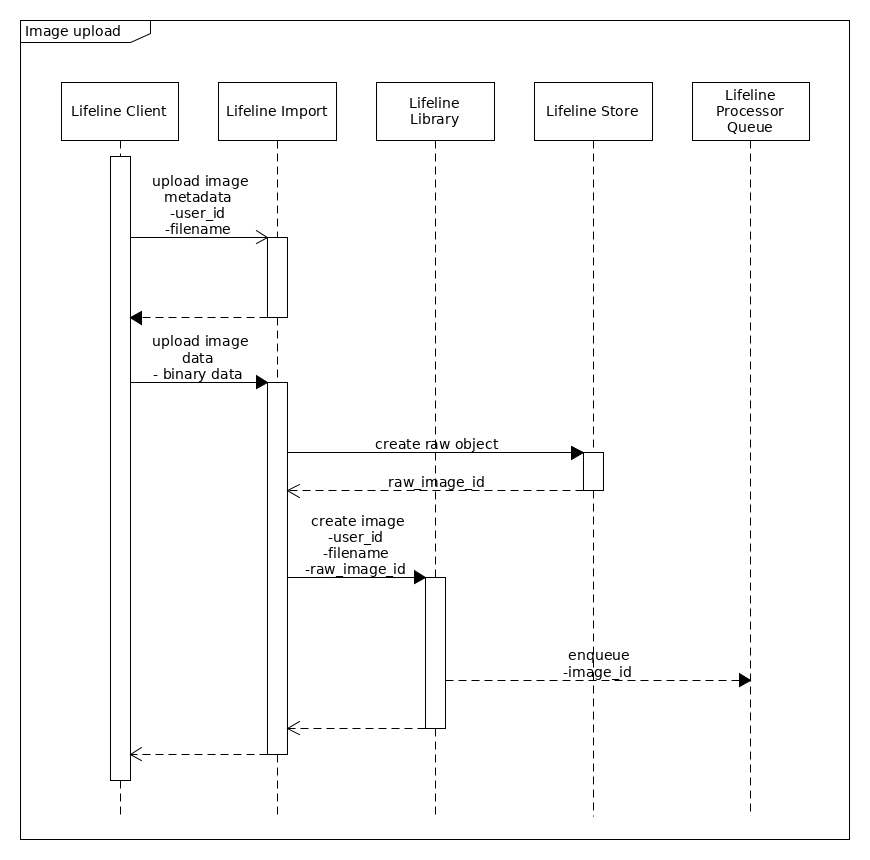 Image upload
Lifeline Client
Lifeline Import
Lifeline
Library
Lifeline Store
Lifeline
Processor
Queue
upload image
metadata
-user_id
-filename
upload image
data
- binary data
create raw object
raw_image_id
create image
-user_id
-filename
-raw_image_id
enqueue
-image_id